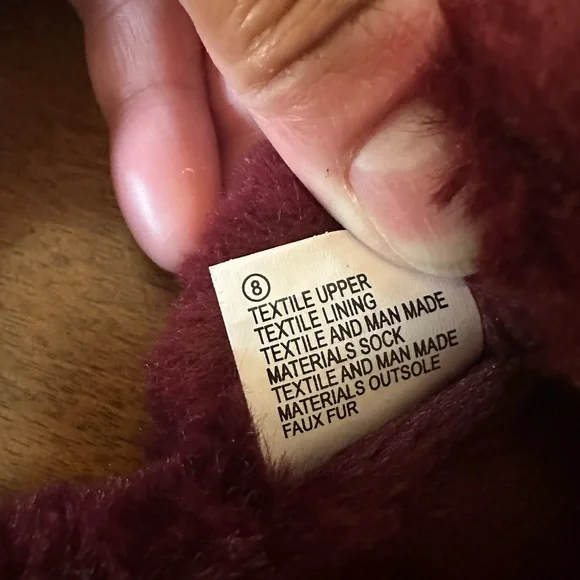 8
TEXTILE UPPER
TEXTILE LINING
TEXTILE AND MAN MADE
MATERIALS SOCK
TEXTILE AND MAN MADE
MATERIALS OUTSOLE
FAUX FUR